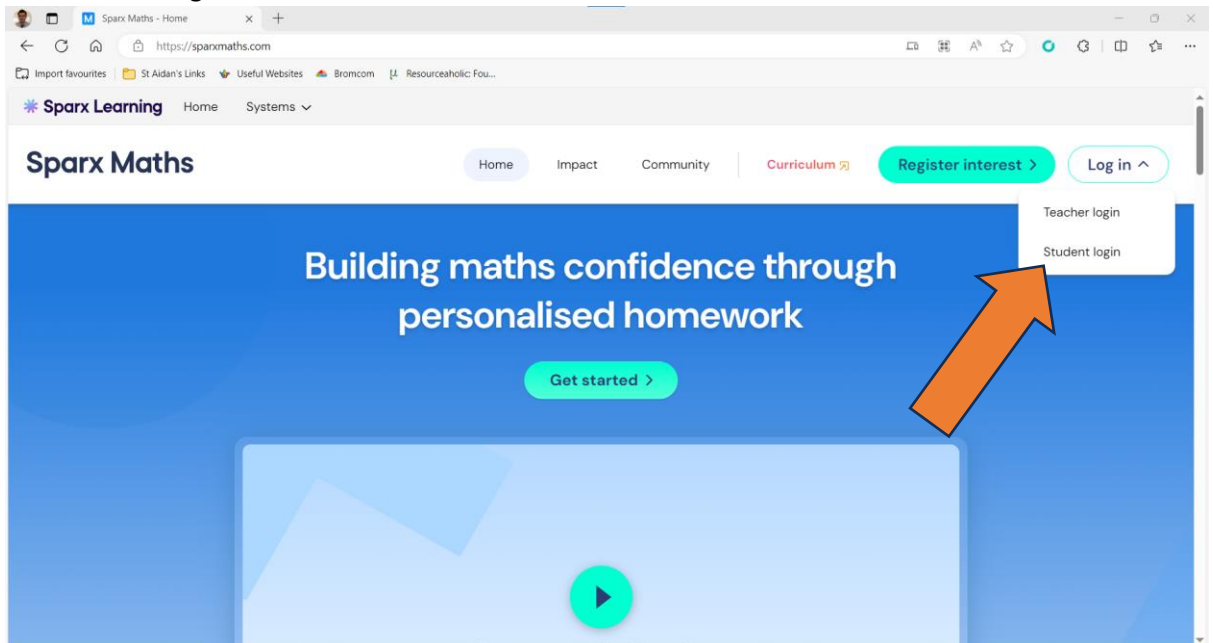 Sparx Maths - Home
https://sparxmaths.com
Import favourites St Aidan's Links Useful Websites Bromcom Resourceaholic: Fou...
Sparx Learning Home Systems
Sparx Maths Home Impact Community Curriculum Register interest Log in
Teacher login
Student login
Building maths confidence through
personalised homework
Get started